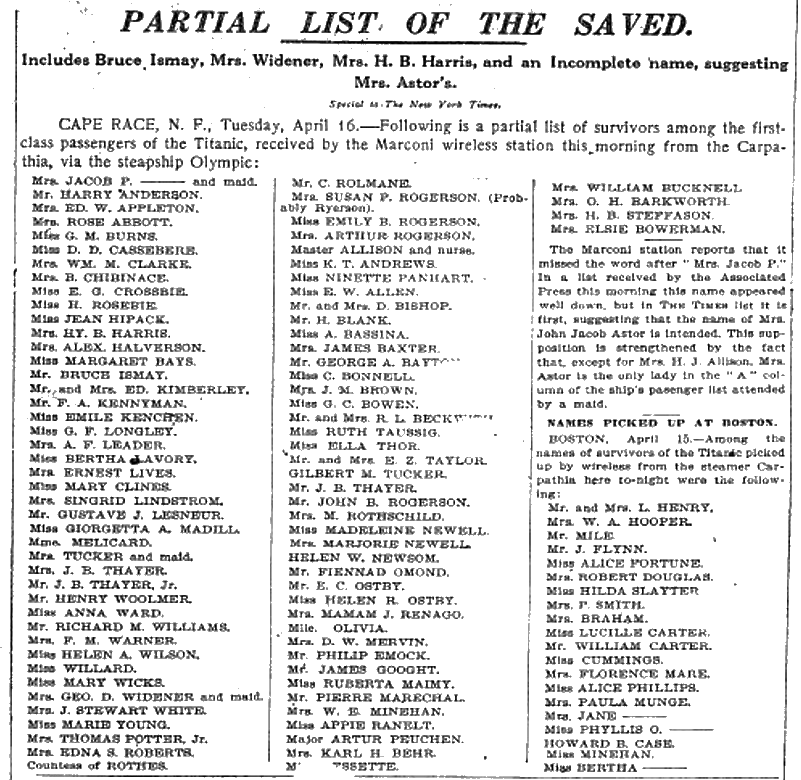 PARTIAL LIST OF THE SAVED.
Includes Bruce Ismay, Mrs. Widener, Mrs. H. B. Harris, and an Incomplete name, suggesting
Mrs. Astor's.
Special to The New York Times.
CAPE RACE, N. F., Tuesday, April 16.—Following is a partial list of survivors among the first-
class passengers of the Titanic, received by the Marconi wireless station this morning from the Carpa-
thia, via the steamship Olympic:
Mrs. JACOB P. ——— and maid.
Mr. HARRY ANDERSON.
Mrs. ED. W. APPLETON.
Mrs. ROSE ABBOTT.
Miss G. M. BURNS.
Miss D. D. CASSEBERE.
Mrs. WM. M. CLARKE.
Mrs. B. CHIBINACE.
Miss E. G. CROSSBIE.
Miss H. ROSEBIE.
Miss JEAN HIPACK.
Mrs. HY. B. HARRIS.
Mrs. ALEX. HALVERSON.
Miss MARGARET BAYS.
Mr. BRUCE ISMAY.
Mr. and Mrs. ED. KIMBERLEY.
Mr. F. A. KENNYMAN.
Miss EMILE KENCHEN.
Miss G. F. LONGLEY.
Mrs. A. F. LEADER.
Miss BERTHA LAVORY.
Mrs. ERNEST LIVES.
Miss MARY CLINES.
Mrs. SINGRID LINDSTROM.
Mr. GUSTAVE J. LESNEUR.
Miss GIORGETTA A. MADILL.
Mme. MELICARD.
Mrs. TUCKER and maid.
Mrs. J. B. THAYER.
Mr. J. B. THAYER, Jr.
Mr. HENRY WOOLMER.
Miss ANNA WARD.
Mr. RICHARD M. WILLIAMS.
Mrs. F. M. WARNER.
Miss HELEN A. WILSON.
Miss WILLARD.
Miss MARY WICKS.
Mrs. GEO. D. WIDENER and maid.
Mrs. J. STEWART WHITE.
Miss MARIE YOUNG.
Mrs. THOMAS POTTER, Jr.
Mrs. EDNA S. ROBERTS.
Countess of ROTHES.
Mr. C. ROLMANE.
Mrs. SUSAN P. ROGERSON. (Prob-
ably Ryerson).
Miss EMILY B. ROGERSON.
Mrs. ARTHUR ROGERSON.
Master ALLISON and nurse.
Miss K. T. ANDREWS.
Miss NINETTE PANHART.
Miss E. W. ALLEN.
Mr. and Mrs. D. BISHOP.
Mr. H. BLANK.
Miss A. BASSINA.
Mrs. JAMES BAXTER.
Mr. GEORGE A.
Miss C. BONNELL.
Mrs. J. M. BROWN.
Miss G. C. BOWEN.
Mr. and Mrs. R. L.
Miss RUTH TAUSSIG.
Miss ELLA THOR.
Mr. and Mrs. E. Z. TAYLOR.
GILBERT M. TUCKER.
Mr. J. B. THAYER.
Mr. JOHN B. ROGERSON.
Mrs. M. ROTHSCHILD.
Miss MADELEINE NEWELL.
Mrs. MARJORIE NEWELL.
HELEN W. NEWSOM.
Mr. FIENNAD OMOND.
Mr. E. C. OSTBY.
Miss HELEN R. OSTBY.
Mrs. MAMAM J. RENAGO.
Mlle. OLIVIA.
Mrs. D. W. MERVIN.
Mr. PHILIP EMOCK.
Mr. JAMES GOOGHT.
Miss RUBERTA MAIMY.
Mr. PIERRE MARECHAL.
Mrs. W. E. MINEHAN.
Miss APPIE RANELT.
Major ARTUR PEUCHEN.
Mrs. KARL H. BEHR.
Mrs. WILLIAM BUCKNELL
Mrs. O. H. BARKWORTH.
Mrs. H. B. STEFFASON.
Mrs. ELSIE BOWERMAN.
The Marconi station reports that it
missed the word after "Mrs. Jacob P."
In a list received by the Associated
Press this morning this name appeared
well down, but in THE TIMES list it is
first, suggesting that the name of Mrs.
John Jacob Astor is intended. This sup-
position is strengthened by the fact
that, except for Mrs. H. J. Allison, Mrs.
Astor is the only lady in the "A" col-
umn of the ship's pasenger list attended
by a maid.
NAMES PICKED UP AT BOSTON.
BOSTON, April 15.—Among the
names of survivors of the Titanic picked
up by wireless from the steamer Car-
pathia here to-night were the follow-
ing:
Mr. and Mrs. L. HENRY.
Mrs. W. A. HOOPER.
Mr. MILE.
Mr. J. FLYNN.
Miss ALICE FORTUNE.
Mrs. ROBERT DOUGLAS.
Miss HILDA SLAYTER
Mrs. P. SMITH.
Mrs. BRAHAM.
Miss LUCILLE CARTER.
Mr. WILLIAM CARTER.
Miss CUMMINGS.
Mrs. FLORENCE MARE.
Miss ALICE PHILLIPS.
Mrs. PAULA MUNGE.
Mrs. JANE ———
Miss PHYLLIS O. ———
HOWARD B. CASE.
Miss MINEHAN.
Miss BERTHA ———